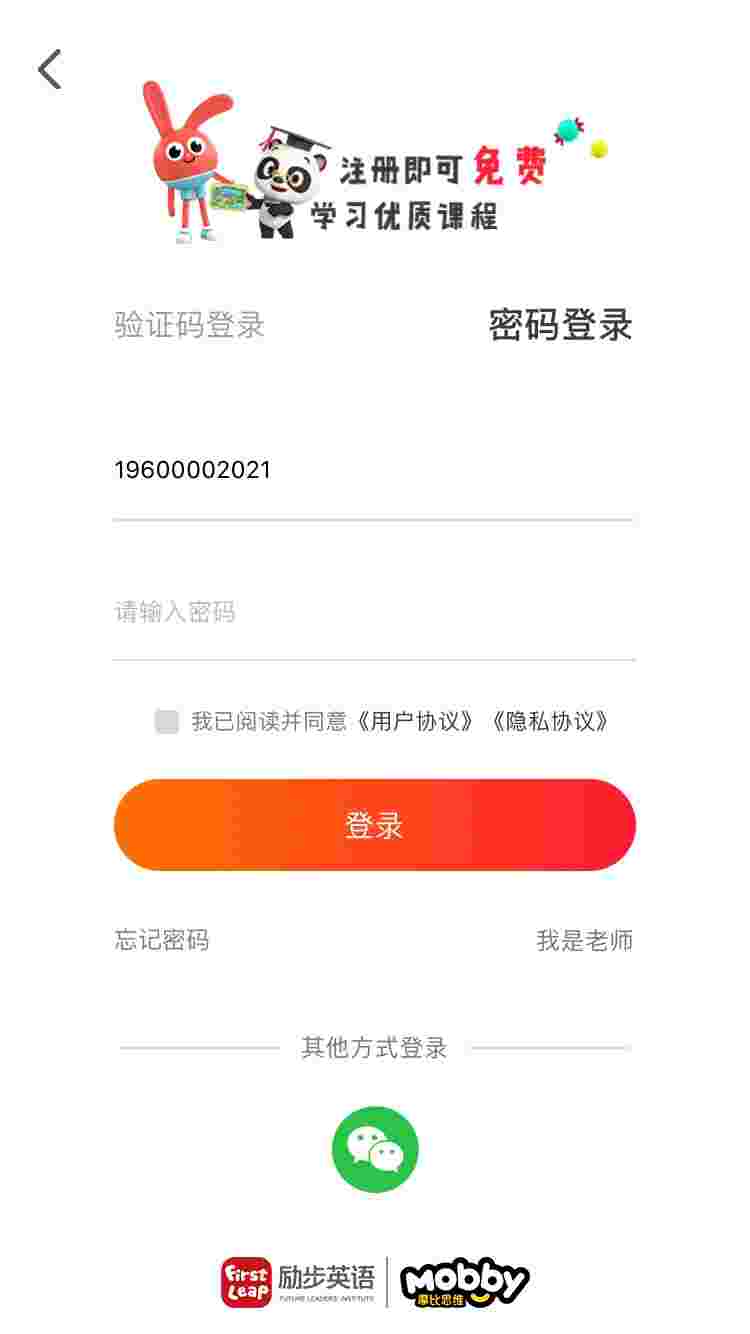 注册即可免费
学习优质课程
验证码登录
密码登录
19600002021
请输入密码
我已阅读并同意《用户协议》《隐私协议》
登录
忘记密码
我是老师
其他方式登录
First Leap
励步英语
FUTURE LEADERS' INSTITUTE
mobby
摩比思维